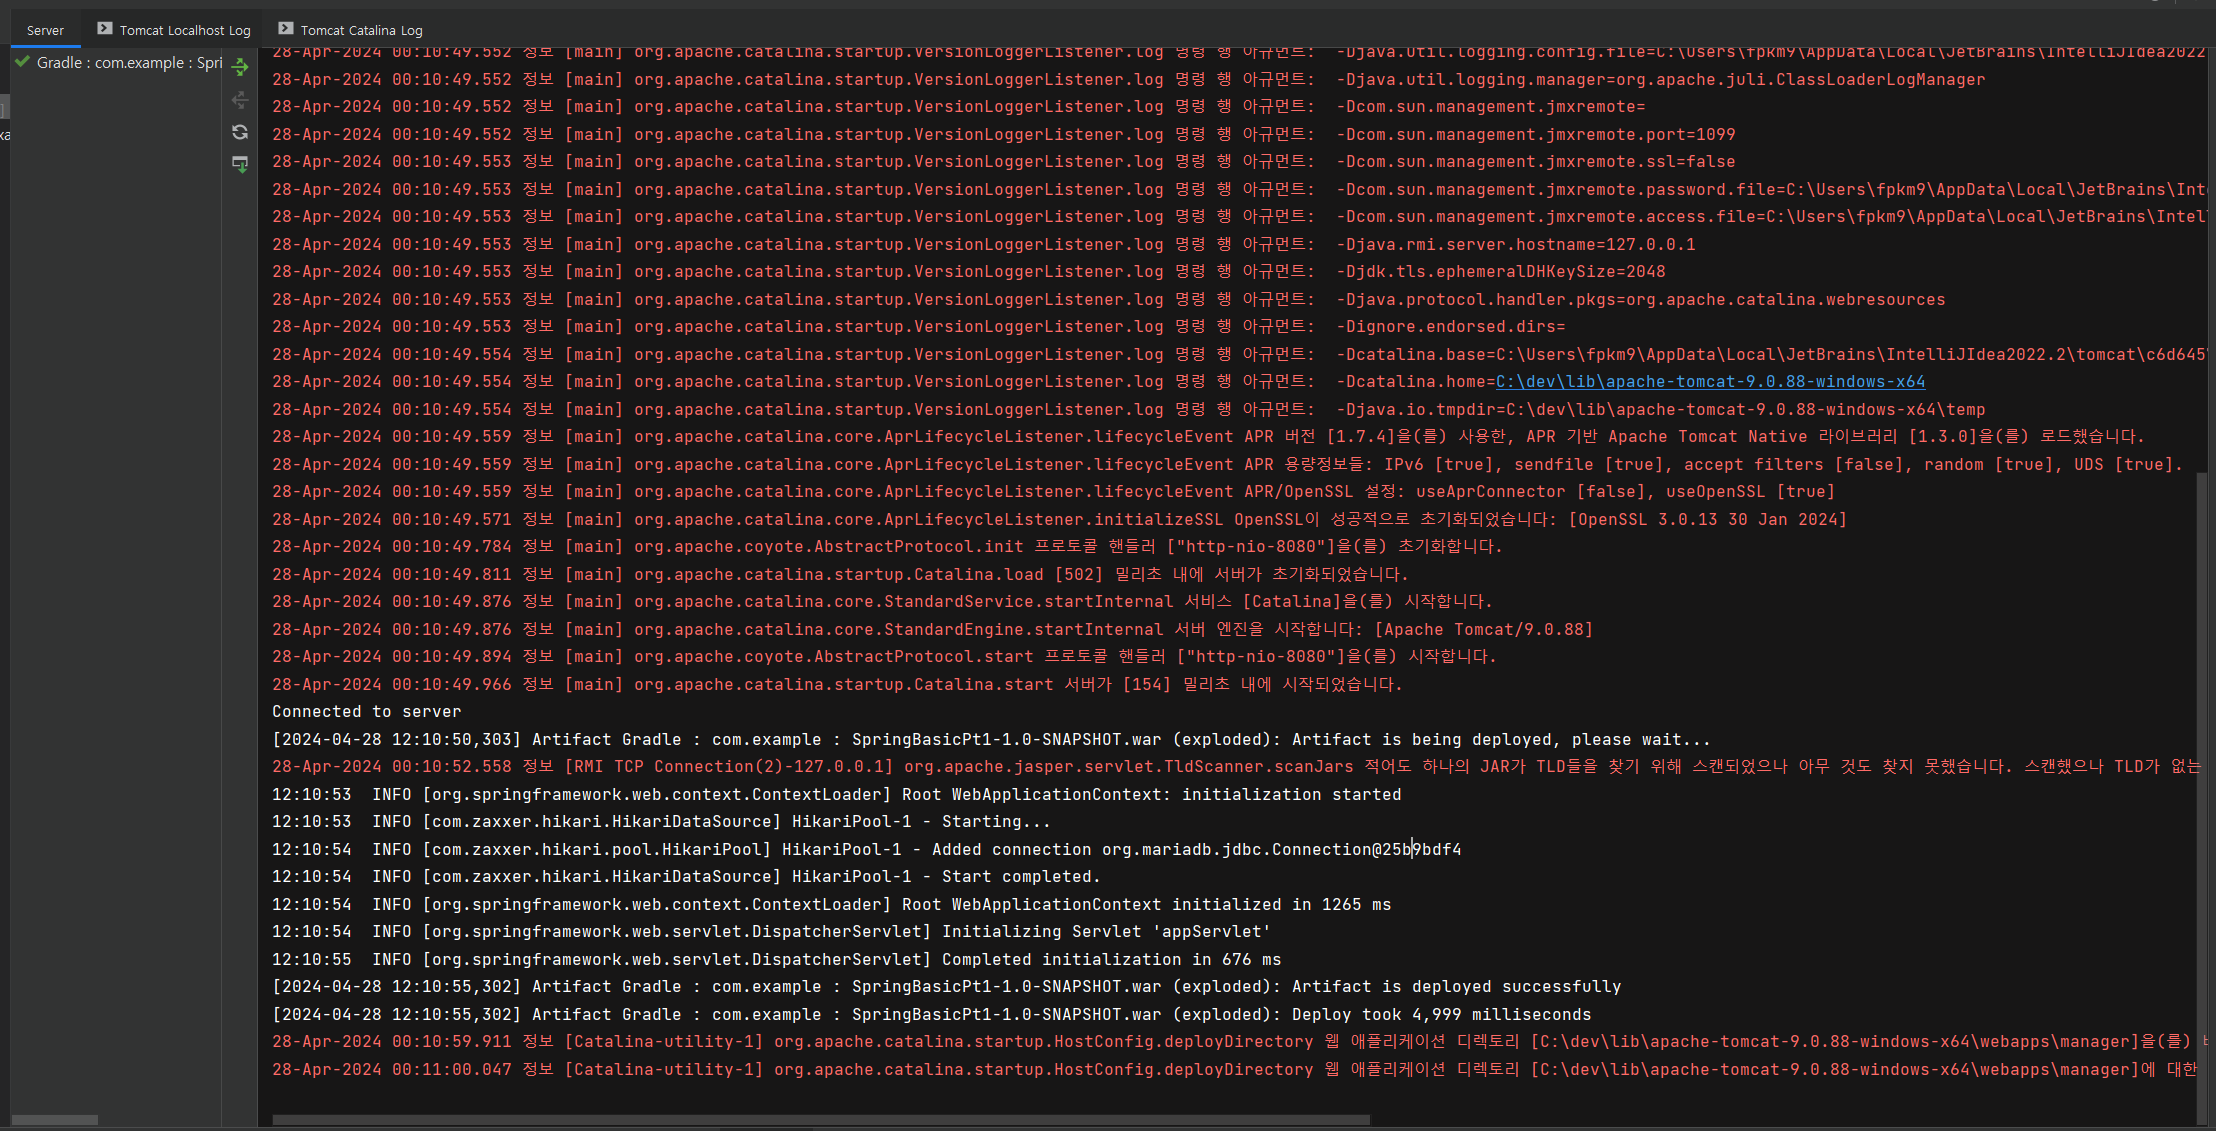 Server
Tomcat Localhost Log
Tomcat Catalina Log
Gradle : com.example : Spri
28-Apr-2024 00:10:49.552 정보 [main] org.apache.catalina.startup.VersionLoggerListener.log 명령 행 아규먼트:  -Djava.util.logging.config.file=C:\Users\fpkm9\AppData\Local\JetBrains\IntelliJIdea2022
28-Apr-2024 00:10:49.552 정보 [main] org.apache.catalina.startup.VersionLoggerListener.log 명령 행 아규먼트:  -Djava.util.logging.manager=org.apache.juli.ClassLoaderLogManager
28-Apr-2024 00:10:49.552 정보 [main] org.apache.catalina.startup.VersionLoggerListener.log 명령 행 아규먼트:  -Dcom.sun.management.jmxremote=
28-Apr-2024 00:10:49.552 정보 [main] org.apache.catalina.startup.VersionLoggerListener.log 명령 행 아규먼트:  -Dcom.sun.management.jmxremote.port=1099
28-Apr-2024 00:10:49.553 정보 [main] org.apache.catalina.startup.VersionLoggerListener.log 명령 행 아규먼트:  -Dcom.sun.management.jmxremote.ssl=false
28-Apr-2024 00:10:49.553 정보 [main] org.apache.catalina.startup.VersionLoggerListener.log 명령 행 아규먼트:  -Dcom.sun.management.jmxremote.password.file=C:\Users\fpkm9\AppData\Local\JetBrains\Int
28-Apr-2024 00:10:49.553 정보 [main] org.apache.catalina.startup.VersionLoggerListener.log 명령 행 아규먼트:  -Dcom.sun.management.jmxremote.access.file=C:\Users\fpkm9\AppData\Local\JetBrains\Intel
28-Apr-2024 00:10:49.553 정보 [main] org.apache.catalina.startup.VersionLoggerListener.log 명령 행 아규먼트:  -Djava.rmi.server.hostname=127.0.0.1
28-Apr-2024 00:10:49.553 정보 [main] org.apache.catalina.startup.VersionLoggerListener.log 명령 행 아규먼트:  -Djdk.tls.ephemeralDHKeySize=2048
28-Apr-2024 00:10:49.553 정보 [main] org.apache.catalina.startup.VersionLoggerListener.log 명령 행 아규먼트:  -Djava.protocol.handler.pkgs=org.apache.catalina.webresources
28-Apr-2024 00:10:49.553 정보 [main] org.apache.catalina.startup.VersionLoggerListener.log 명령 행 아규먼트:  -Dignore.endorsed.dirs=
28-Apr-2024 00:10:49.554 정보 [main] org.apache.catalina.startup.VersionLoggerListener.log 명령 행 아규먼트:  -Dcatalina.base=C:\Users\fpkm9\AppData\Local\JetBrains\IntelliJIdea2022.2\tomcat\c6d645
28-Apr-2024 00:10:49.554 정보 [main] org.apache.catalina.startup.VersionLoggerListener.log 명령 행 아규먼트:  -Dcatalina.home=C:\dev\lib\apache-tomcat-9.0.88-windows-x64
28-Apr-2024 00:10:49.554 정보 [main] org.apache.catalina.startup.VersionLoggerListener.log 명령 행 아규먼트:  -Djava.io.tmpdir=C:\dev\lib\apache-tomcat-9.0.88-windows-x64\temp
28-Apr-2024 00:10:49.559 정보 [main] org.apache.catalina.core.AprLifecycleListener.lifecycleEvent APR 버전 [1.7.4]을(를) 사용한, APR 기반 Apache Tomcat Native 라이브러리 [1.3.0]을(를) 로드했습니다.
28-Apr-2024 00:10:49.559 정보 [main] org.apache.catalina.core.AprLifecycleListener.lifecycleEvent APR 용량정보들: IPv6 [true], sendfile [true], accept filters [false], random [true], UDS [true].
28-Apr-2024 00:10:49.559 정보 [main] org.apache.catalina.core.AprLifecycleListener.lifecycleEvent APR/OpenSSL 설정: useAprConnector [false], useOpenSSL [true]
28-Apr-2024 00:10:49.571 정보 [main] org.apache.catalina.core.AprLifecycleListener.initializeSSL OpenSSL이 성공적으로 초기화되었습니다: [OpenSSL 3.0.13 30 Jan 2024]
28-Apr-2024 00:10:49.784 정보 [main] org.apache.coyote.AbstractProtocol.init 프로토콜 핸들러 ["http-nio-8080"]을(를) 초기화합니다.
28-Apr-2024 00:10:49.811 정보 [main] org.apache.catalina.startup.Catalina.load [502] 밀리초 내에 서버가 초기화되었습니다.
28-Apr-2024 00:10:49.876 정보 [main] org.apache.catalina.core.StandardService.startInternal 서비스 [Catalina]을(를) 시작합니다.
28-Apr-2024 00:10:49.876 정보 [main] org.apache.catalina.core.StandardEngine.startInternal 서버 엔진을 시작합니다: [Apache Tomcat/9.0.88]
28-Apr-2024 00:10:49.894 정보 [main] org.apache.coyote.AbstractProtocol.start 프로토콜 핸들러 ["http-nio-8080"]을(를) 시작합니다.
28-Apr-2024 00:10:49.966 정보 [main] org.apache.catalina.startup.Catalina.start 서버가 [154] 밀리초 내에 시작되었습니다.
Connected to server
[2024-04-28 12:10:50,303] Artifact Gradle : com.example : SpringBasicPt1-1.0-SNAPSHOT.war (exploded): Artifact is being deployed, please wait...
28-Apr-2024 00:10:52.558 정보 [RMI TCP Connection(2)-127.0.0.1] org.apache.jasper.servlet.TldScanner.scanJars 적어도 하나의 JAR가 TLD들을 찾기 위해 스캔되었으나 아무 것도 찾지 못했습니다. 스캔했으나 TLD가 없는
12:10:53  INFO [org.springframework.web.context.ContextLoader] Root WebApplicationContext: initialization started
12:10:53  INFO [com.zaxxer.hikari.HikariDataSource] HikariPool-1 - Starting...
12:10:54  INFO [com.zaxxer.hikari.pool.HikariPool] HikariPool-1 - Added connection org.mariadb.jdbc.Connection@25b9bdf4
12:10:54  INFO [com.zaxxer.hikari.HikariDataSource] HikariPool-1 - Start completed.
12:10:54  INFO [org.springframework.web.context.ContextLoader] Root WebApplicationContext initialized in 1265 ms
12:10:54  INFO [org.springframework.web.servlet.DispatcherServlet] Initializing Servlet 'appServlet'
12:10:55  INFO [org.springframework.web.servlet.DispatcherServlet] Completed initialization in 676 ms
[2024-04-28 12:10:55,302] Artifact Gradle : com.example : SpringBasicPt1-1.0-SNAPSHOT.war (exploded): Artifact is deployed successfully
[2024-04-28 12:10:55,302] Artifact Gradle : com.example : SpringBasicPt1-1.0-SNAPSHOT.war (exploded): Deploy took 4,999 milliseconds
28-Apr-2024 00:10:59.911 정보 [Catalina-utility-1] org.apache.catalina.startup.HostConfig.deployDirectory 웹 애플리케이션 디렉토리 [C:\dev\lib\apache-tomcat-9.0.88-windows-x64\webapps\manager]을(를)
28-Apr-2024 00:11:00.047 정보 [Catalina-utility-1] org.apache.catalina.startup.HostConfig.deployDirectory 웹 애플리케이션 디렉토리 [C:\dev\lib\apache-tomcat-9.0.88-windows-x64\webapps\manager]에 대한